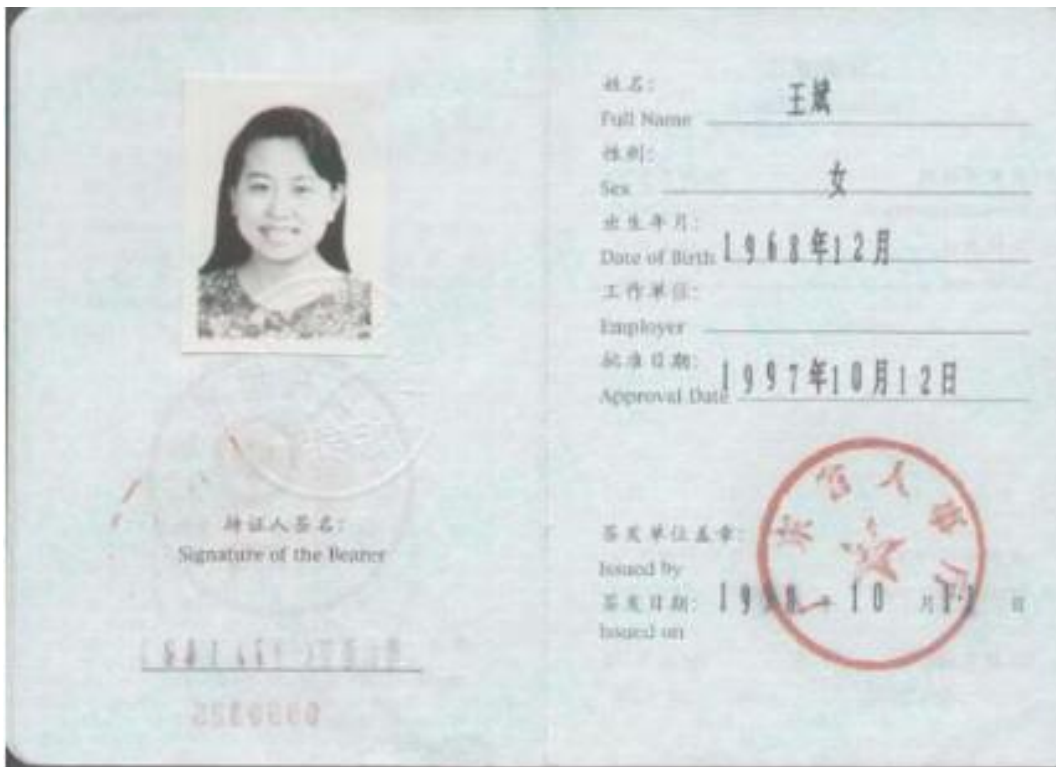 持证人签名:
Signature of the Bearer
姓名:
王斌
Full Name
性别:
女
Sex
出生年月:
Date of Birth 1968年12月
工作单位:
Employer
批准日期:
Approval Date 1997年10月12日
签发单位盖章:
Issued by
签发日期: 10 月 日
Issued on